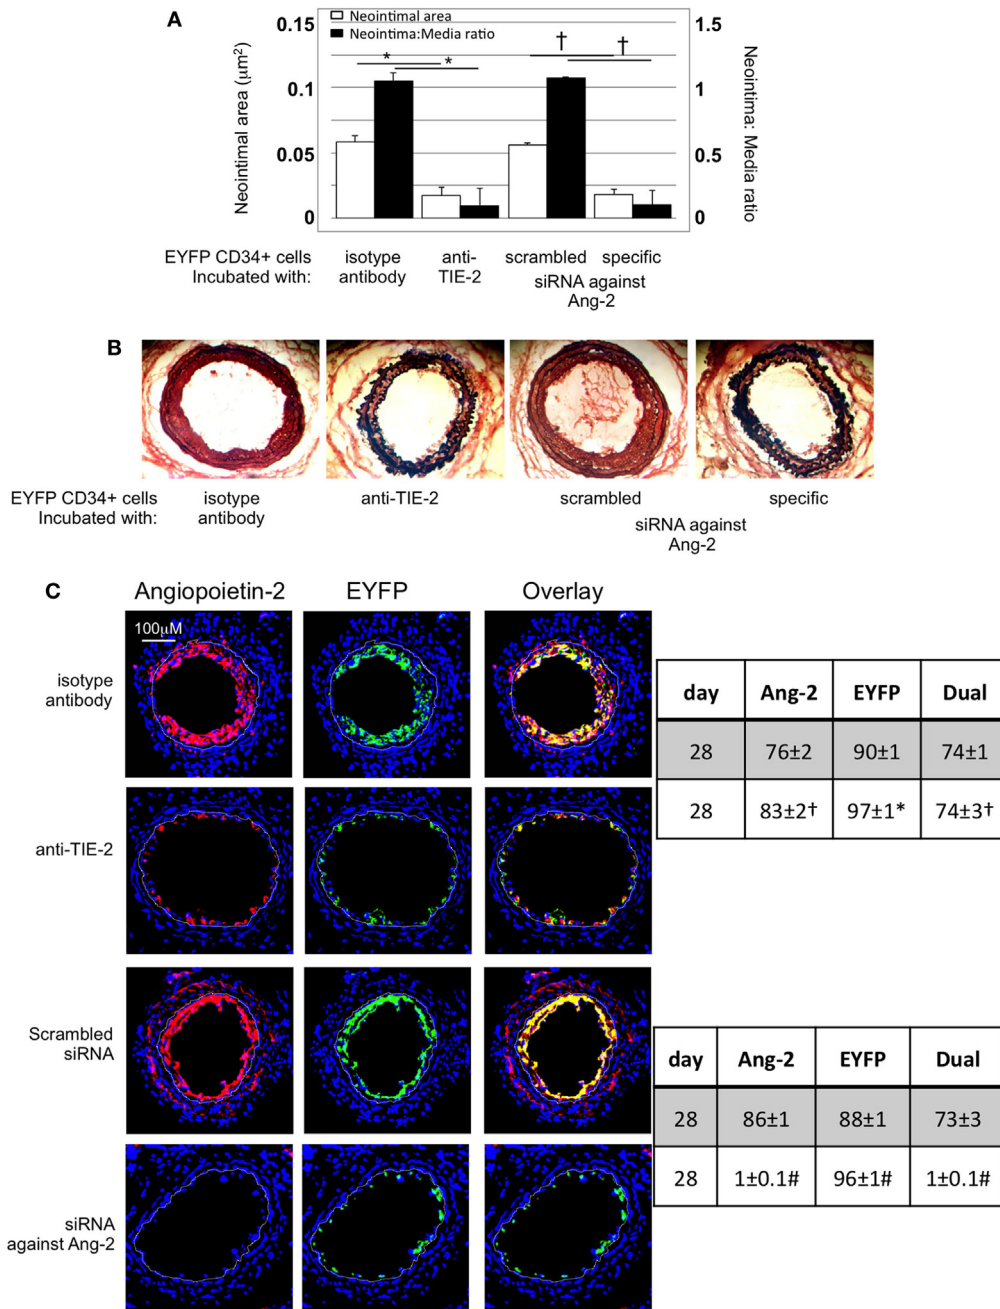 A
Neointimal area
Neointima:Media ratio
Neointimal area (μm²)
0.15
0.1
0.05
0
* * † †
1.5
1
0.5
0
Neointima: Media ratio
EYFP CD34+ cells
Incubated with:
isotype
antibody
anti-
TIE-2
scrambled specific
siRNA against
Ang-2
B
EYFP CD34+ cells
Incubated with:
isotype
antibody
anti-TIE-2
scrambled
specific
siRNA against
Ang-2
C
Angiopoietin-2 EYFP Overlay
100μM
isotype
antibody
anti-TIE-2
day Ang-2 EYFP Dual
28 76±2 90±1 74±1
28 83±2† 97±1* 74±3†
Scrambled
siRNA
siRNA
against Ang-2
day Ang-2 EYFP Dual
28 86±1 88±1 73±3
28 1±0.1# 96±1# 1±0.1#